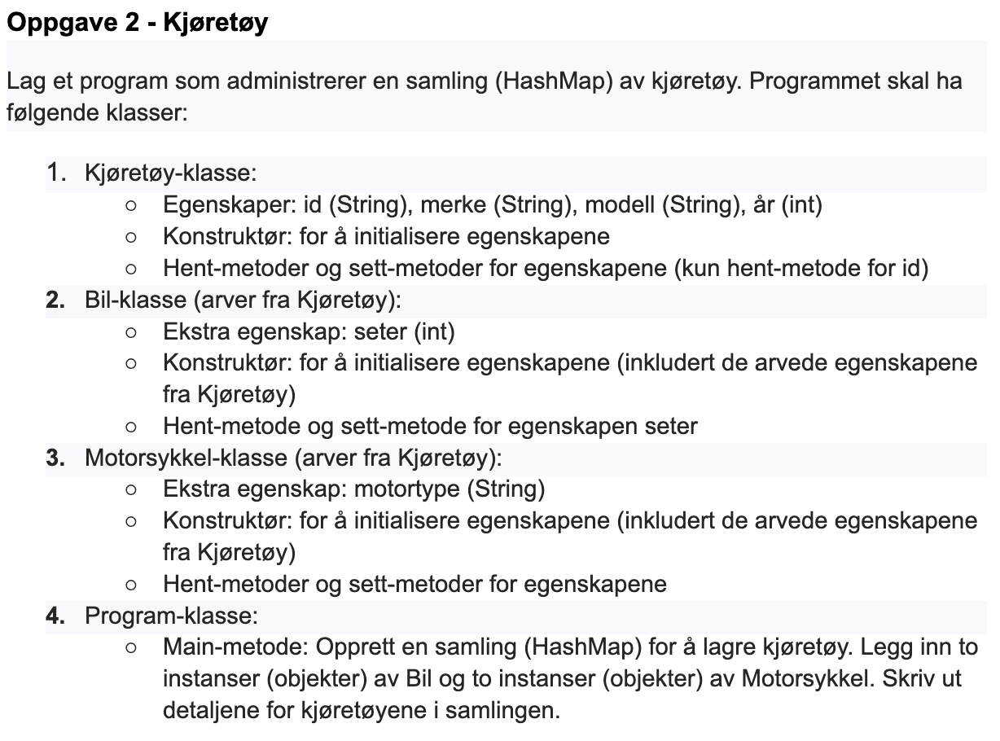 Oppgave 2 - Kjøretøy
Lag et program som administrerer en samling (HashMap) av kjøretøy. Programmet skal ha
følgende klasser:
1. Kjøretøy-klasse:
○ Egenskaper: id (String), merke (String), modell (String), år (int)
○ Konstruktør: for å initialisere egenskapene
○ Hent-metoder og sett-metoder for egenskapene (kun hent-metode for id)
2. Bil-klasse (arver fra Kjøretøy):
○ Ekstra egenskap: seter (int)
○ Konstruktør: for å initialisere egenskapene (inkludert de arvede egenskapene
fra Kjøretøy)
○ Hent-metode og sett-metode for egenskapen seter
3. Motorsykkel-klasse (arver fra Kjøretøy):
○ Ekstra egenskap: motortype (String)
○ Konstruktør: for å initialisere egenskapene (inkludert de arvede egenskapene
fra Kjøretøy)
○ Hent-metoder og sett-metoder for egenskapene
4. Program-klasse:
○ Main-metode: Opprett en samling (HashMap) for å lagre kjøretøy. Legg inn to
instanser (objekter) av Bil og to instanser (objekter) av Motorsykkel. Skriv ut
detaljene for kjøretøyene i samlingen.